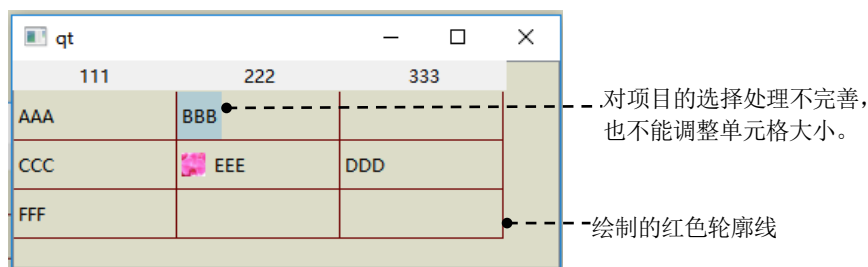 qt
111 222 333
AAA BBB
对项目的选择处理不完善，
也不能调整单元格大小。
CCC EEE DDD
FFF
绘制的红色轮廓线